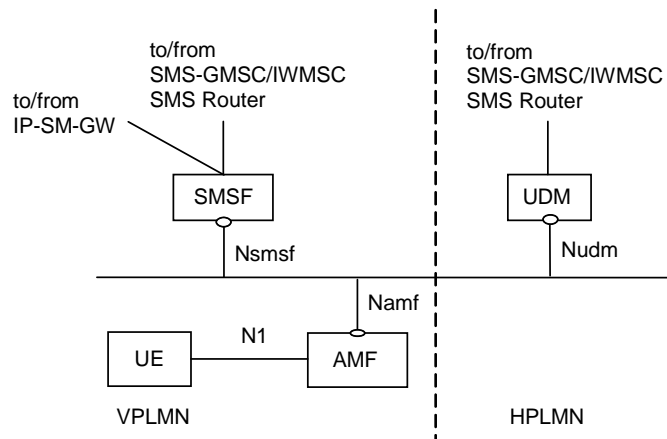 to/from
SMS-GMSC/IWMSC
SMS Router
to/from
SMS-GMSC/IWMSC
SMS Router
to/from
IP-SM-GW
SMSF
UDM
Nsmsf
Nudm
Namf
N1
UE
AMF
VPLMN
HPLMN